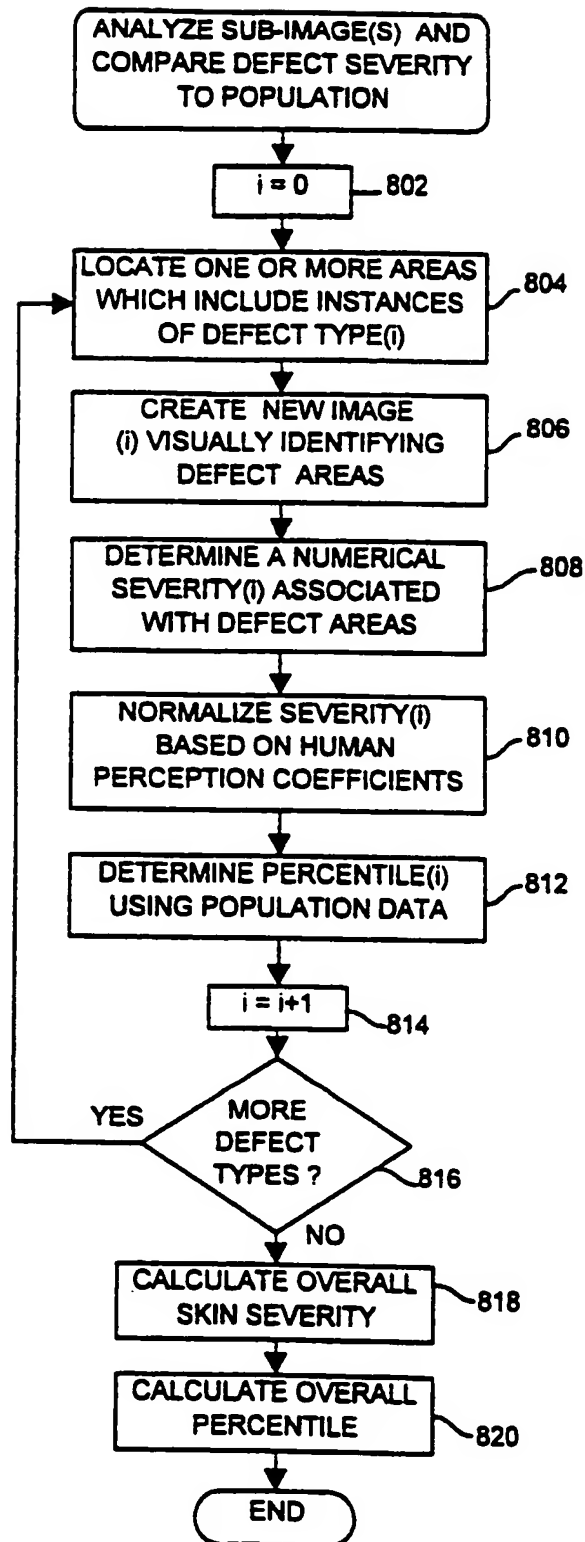 ANALYZE SUB-IMAGE(S) AND
COMPARE DEFECT SEVERITY
TO POPULATION
i = 0
802
LOCATE ONE OR MORE AREAS
WHICH INCLUDE INSTANCES
OF DEFECT TYPE(i)
804
CREATE NEW IMAGE
(i) VISUALLY IDENTIFYING
DEFECT AREAS
806
DETERMINE A NUMERICAL
SEVERITY(i) ASSOCIATED
WITH DEFECT AREAS
808
NORMALIZE SEVERITY(i)
BASED ON HUMAN
PERCEPTION COEFFICIENTS
810
DETERMINE PERCENTILE(i)
USING POPULATION DATA
812
i = i+1
814
YES
MORE
DEFECT
TYPES ?
816
NO
CALCULATE OVERALL
SKIN SEVERITY
818
CALCULATE OVERALL
PERCENTILE
820
END